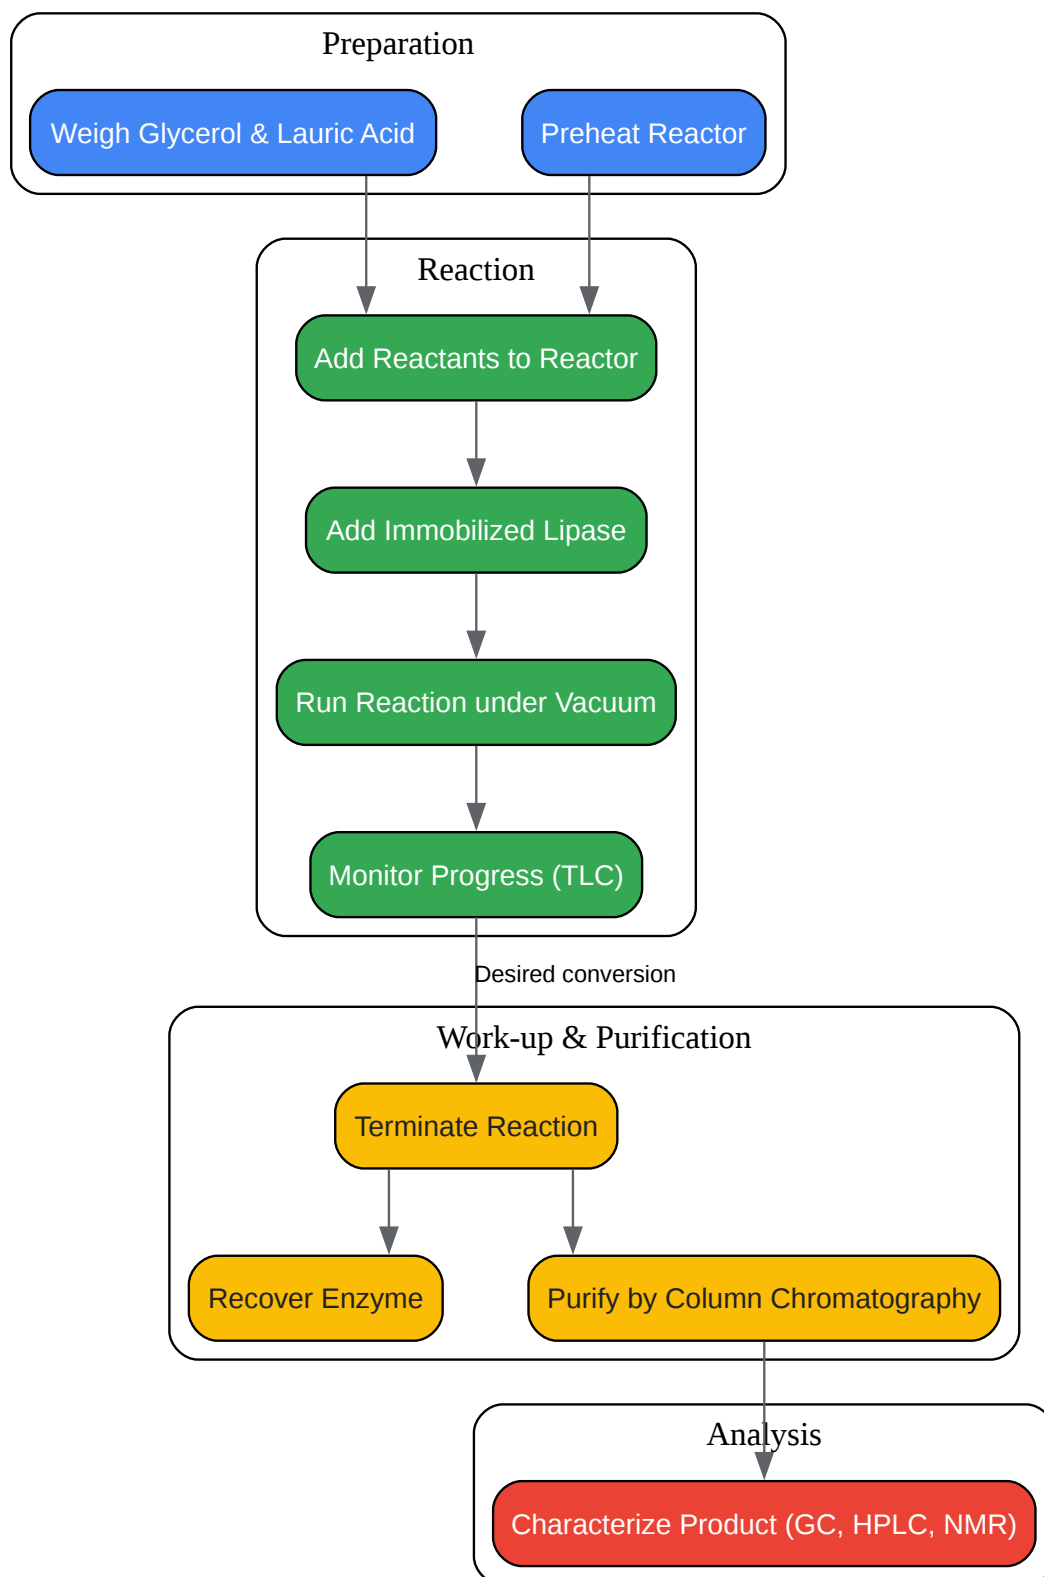 Preparation
Weigh Glycerol & Lauric Acid
Preheat Reactor
Reaction
Add Reactants to Reactor
Add Immobilized Lipase
Run Reaction under Vacuum
Monitor Progress (TLC)
Desired conversion
Work-up & Purification
Terminate Reaction
Recover Enzyme
Purify by Column Chromatography
Analysis
Characterize Product (GC, HPLC, NMR)